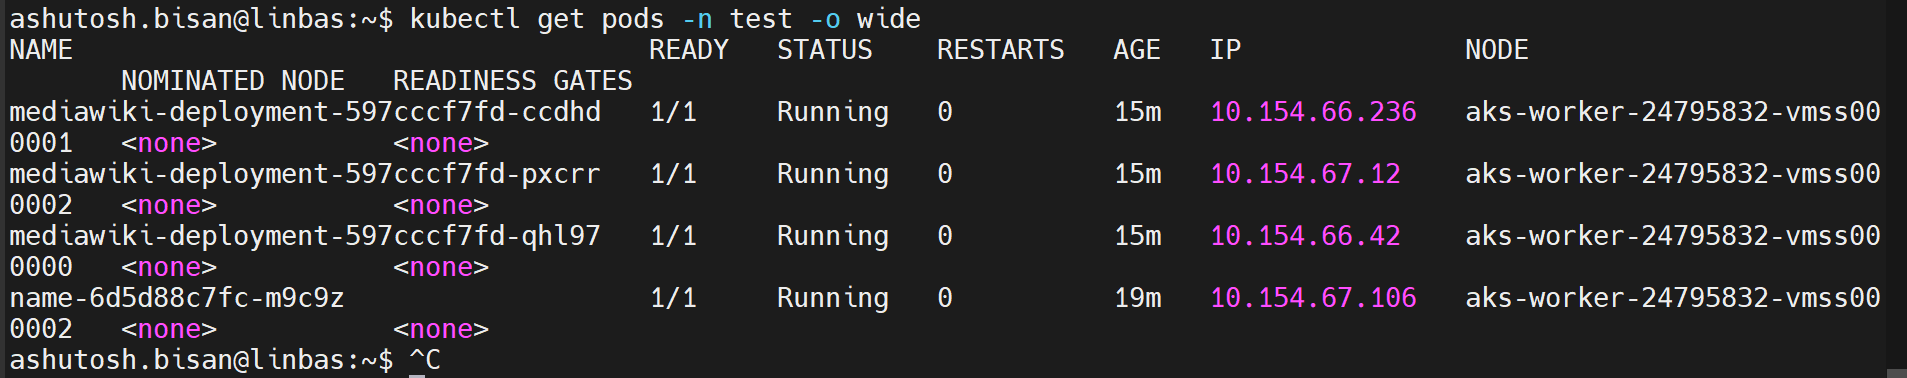 ashutosh.bisan@linbas:~$ kubectl get pods -n test -o wide
NAME                                    READY   STATUS    RESTARTS   AGE   IP              NODE
       NOMINATED NODE   READINESS GATES
mediawiki-deployment-597cccf7fd-ccdhd   1/1     Running   0          15m   10.154.66.236   aks-worker-24795832-vmss00
0001   <none>           <none>
mediawiki-deployment-597cccf7fd-pxcrr   1/1     Running   0          15m   10.154.67.12    aks-worker-24795832-vmss00
0002   <none>           <none>
mediawiki-deployment-597cccf7fd-qhl97   1/1     Running   0          15m   10.154.66.42    aks-worker-24795832-vmss00
0000   <none>           <none>
name-6d5d88c7fc-m9c9z                   1/1     Running   0          19m   10.154.67.106   aks-worker-24795832-vmss00
0002   <none>           <none>
ashutosh.bisan@linbas:~$ ^C